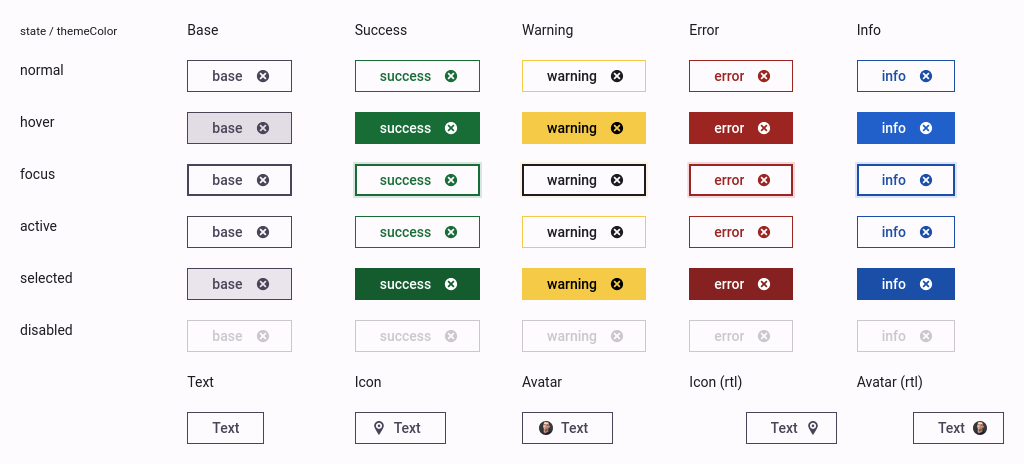 state / themeColor Base Success Warning Error Info
normal base success warning error info
hover base success warning error info
focus base success warning error info
active base success warning error info
selected base success warning error info
disabled base success warning error info
Text Icon Avatar Icon (rtl) Avatar (rtl)
Text Text Text Text Text